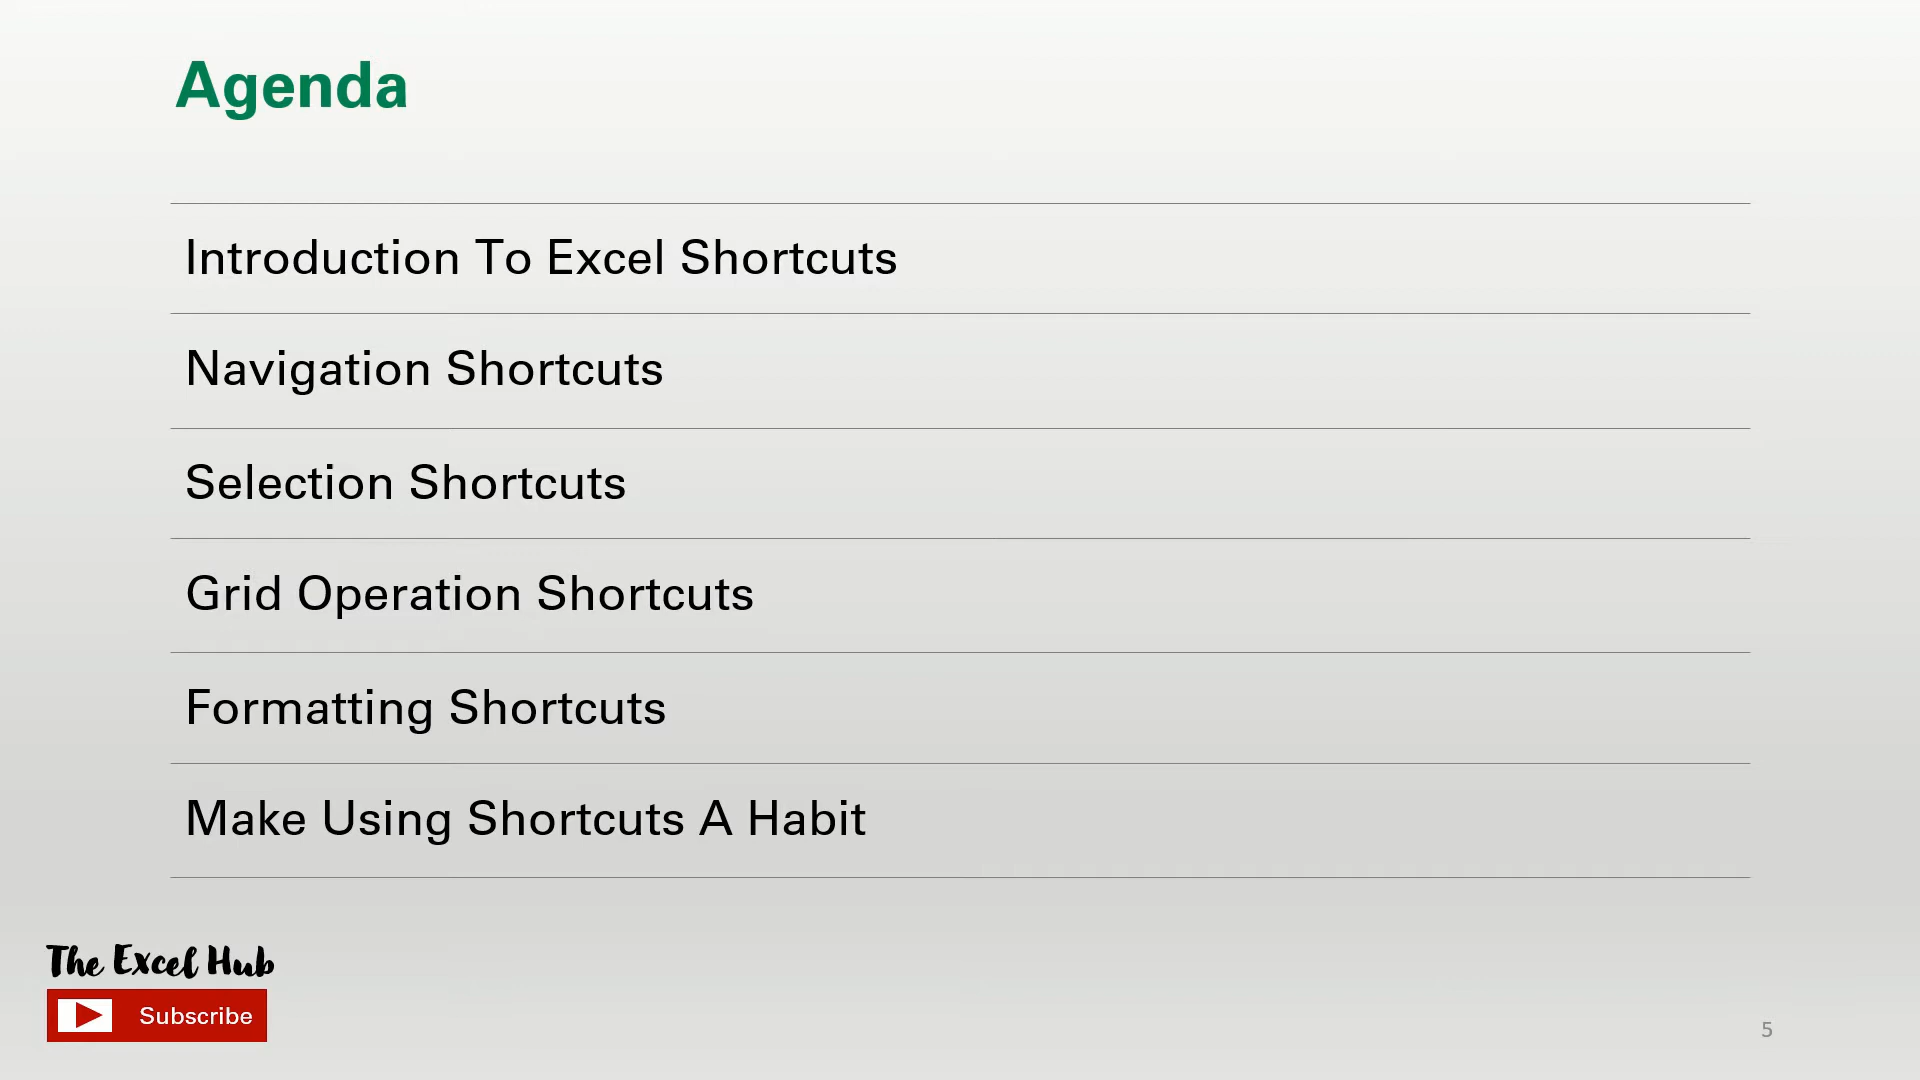 Agenda
Introduction To Excel Shortcuts
Navigation Shortcuts
Selection Shortcuts
Grid Operation Shortcuts
Formatting Shortcuts
Make Using Shortcuts A Habit
The Excel Hub
Subscribe
5